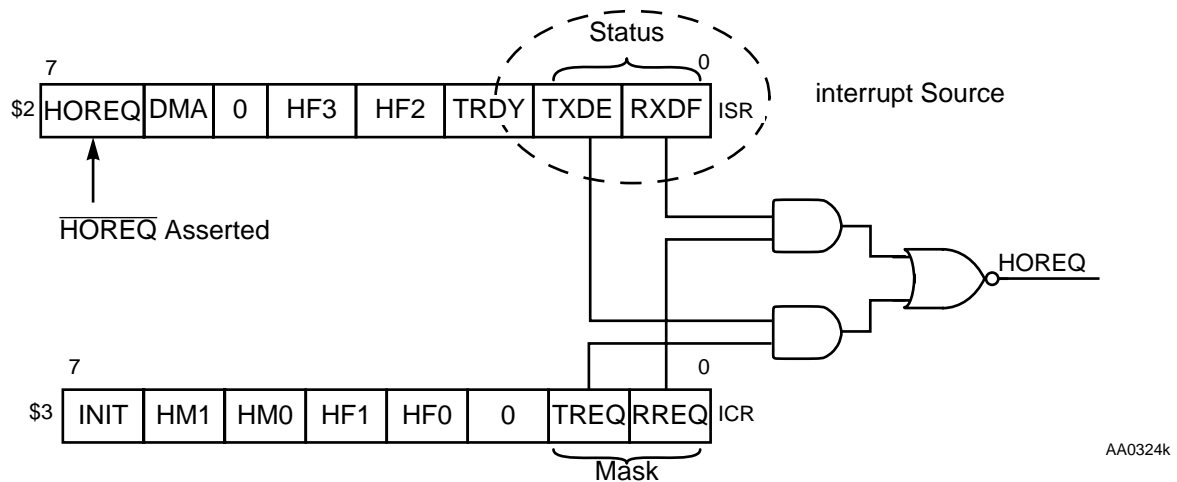 Status
7 0
$2 HOREQ DMA 0 HF3 HF2 TRDY TXDE RXDF ISR
interrupt Source
HOREQ Asserted
HOREQ
7 0
$3 INIT HM1 HM0 HF1 HF0 0 TREQ RREQ ICR
Mask
AA0324k